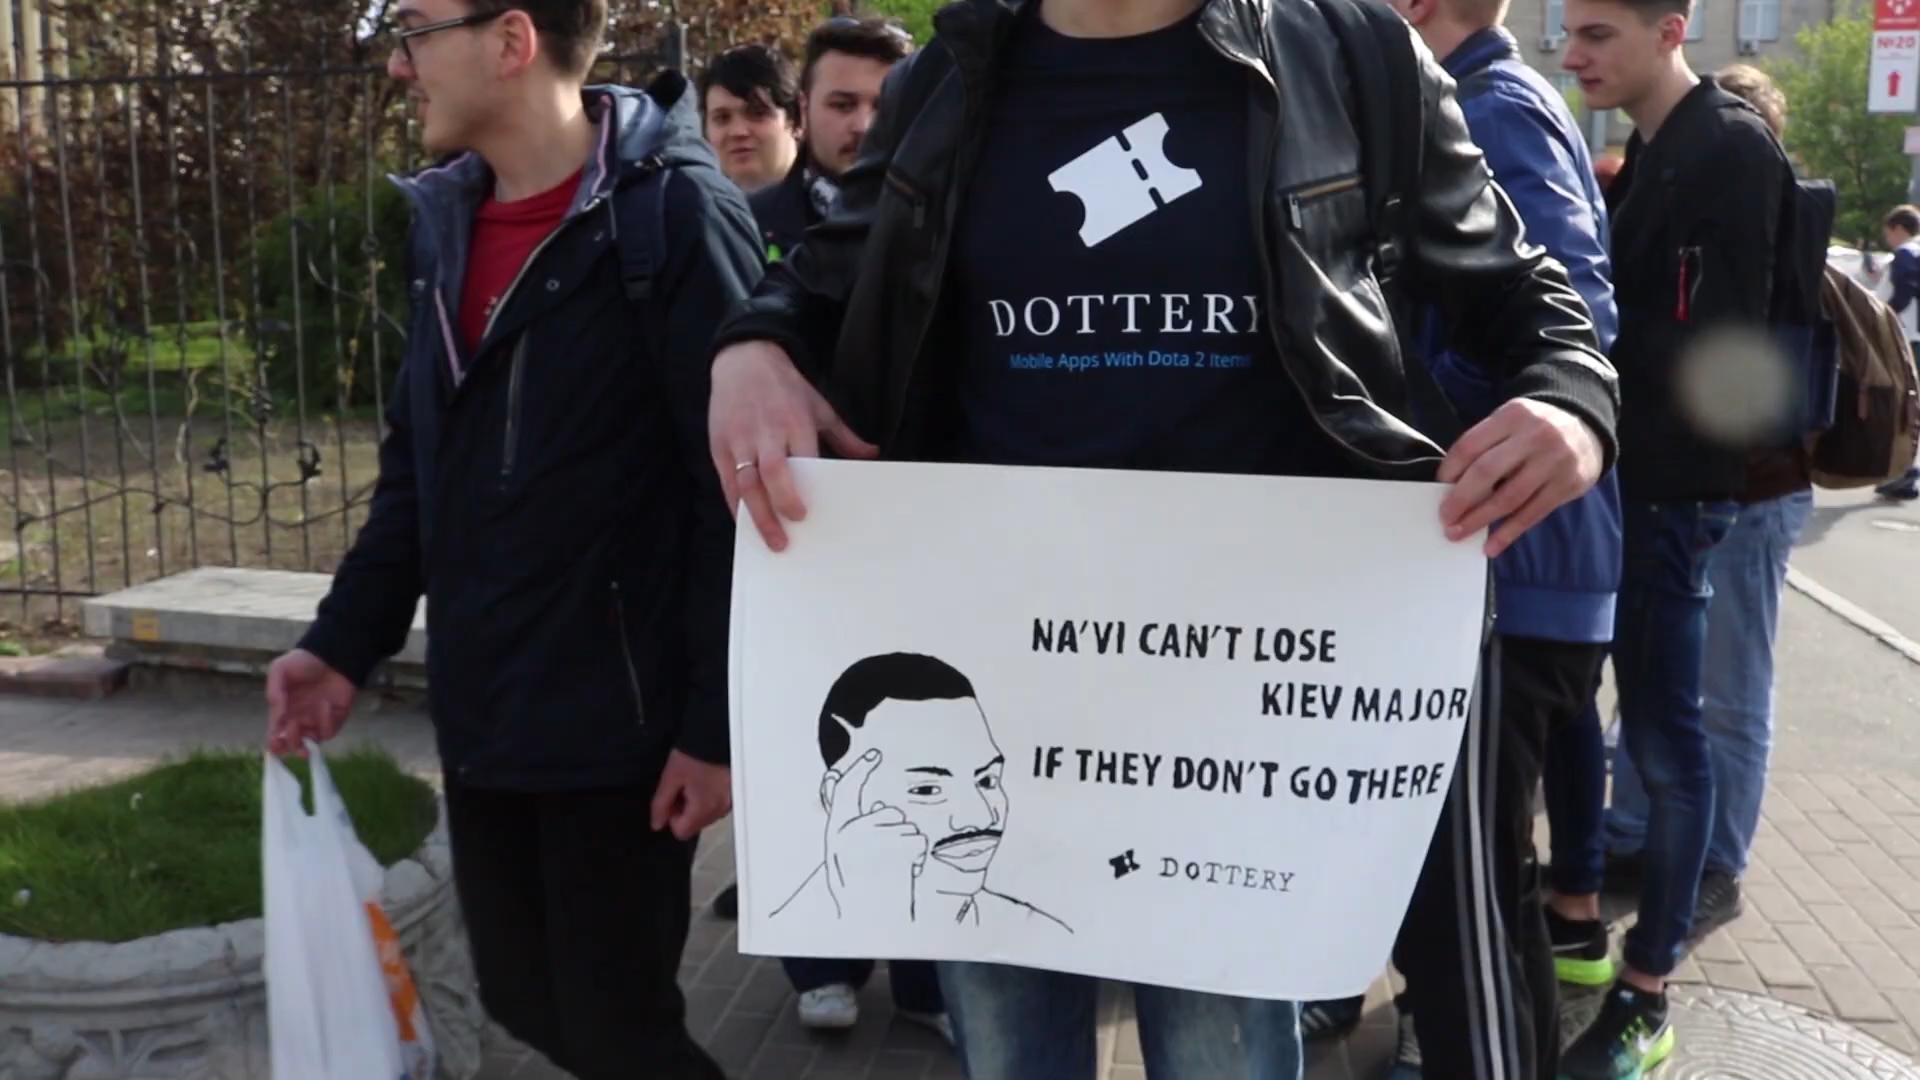 №20
DOTTERY
Mobile Apps With Dota 2 Items
NA'VI CAN'T LOSE
KIEV MAJOR
IF THEY DON'T GO THERE
DOTTERY